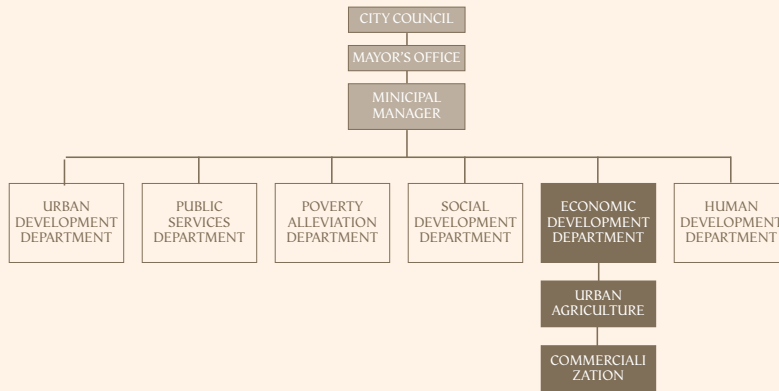 CITY COUNCIL
MAYOR'S OFFICE
MINICIPAL
MANAGER
URBAN
DEVELOPMENT
DEPARTMENT
PUBLIC
SERVICES
DEPARTMENT
POVERTY
ALLEVIATION
DEPARTMENT
SOCIAL
DEVELOPMENT
DEPARTMENT
ECONOMIC
DEVELOPMENT
DEPARTMENT
HUMAN
DEVELOPMENT
DEPARTMENT
URBAN
AGRICULTURE
COMMERCIALI
ZATION